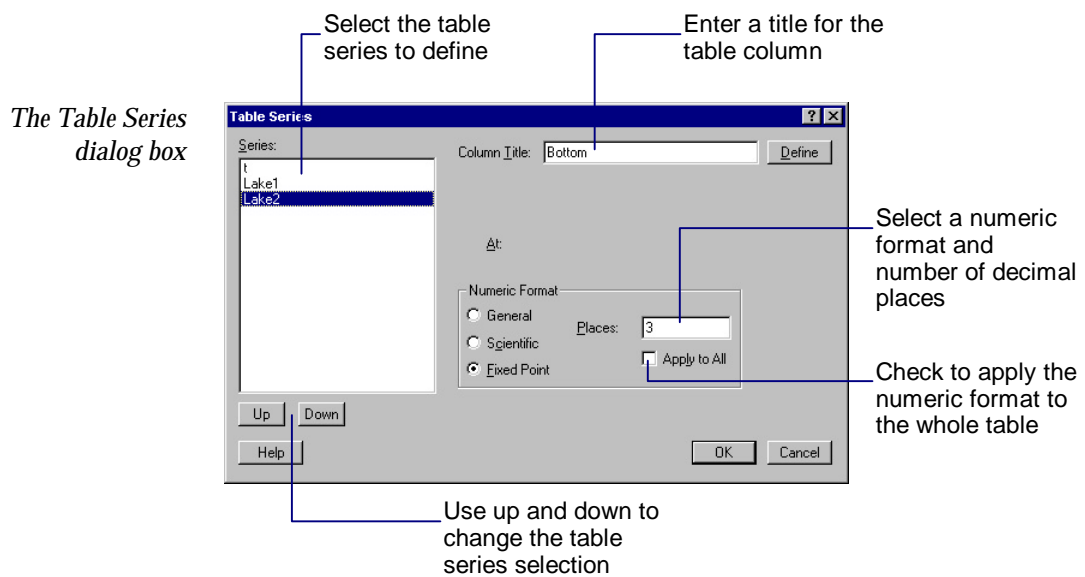 Select the table
series to define
Enter a title for the
table column
The Table Series
dialog box
Table Series
Series:
Column Title:
Bottom
Define
t
Lake1
Lake2
At:
Select a numeric
format and
number of decimal
places
Numeric Format
General
Scientific
Fixed Point
Places:
3
Apply to All
Check to apply the
numeric format to
the whole table
Up
Down
Help
OK
Cancel
Use up and down to
change the table
series selection